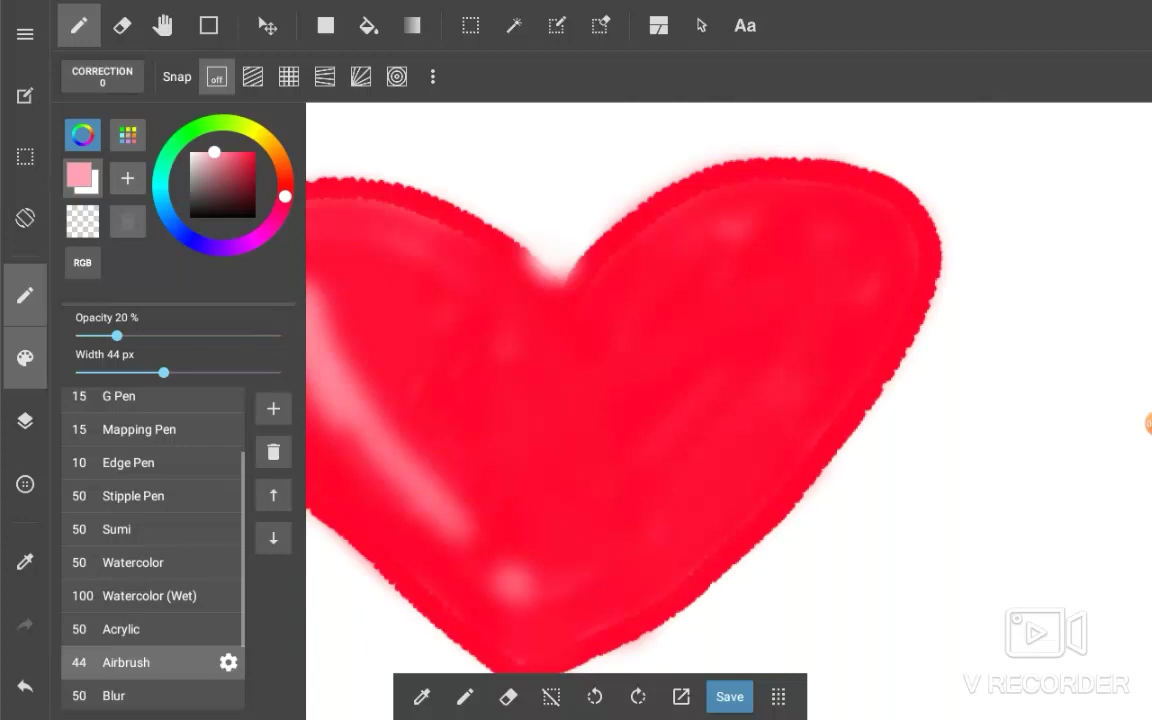 Aa
CORRECTION
0
Snap
off
RGB
Opacity 20 %
Width 44 px
15 G Pen
15 Mapping Pen
10 Edge Pen
50 Stipple Pen
50 Sumi
50 Watercolor
100 Watercolor (Wet)
50 Acrylic
44 Airbrush
50 Blur
Save
V RECORDER